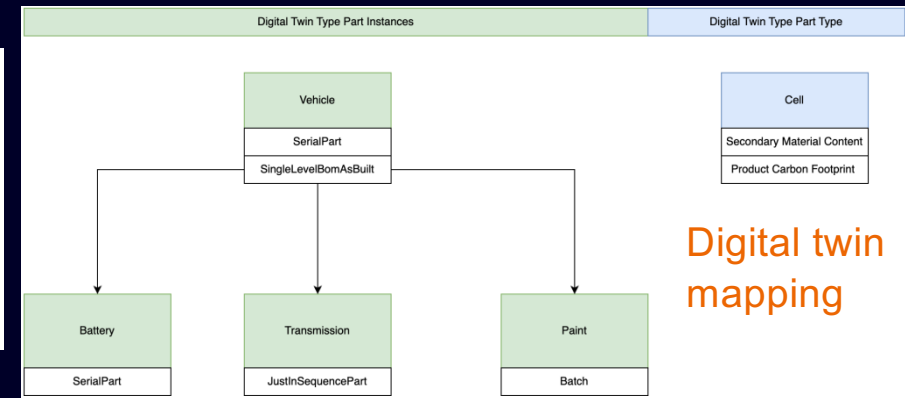 Digital Twin Type Part Instances
Digital Twin Type Part Type
Vehicle
SerialPart
SingleLevelBomAsBuilt
Cell
Secondary Material Content
Product Carbon Footprint
Digital twin
mapping
Battery
SerialPart
Transmission
JustInSequencePart
Paint
Batch